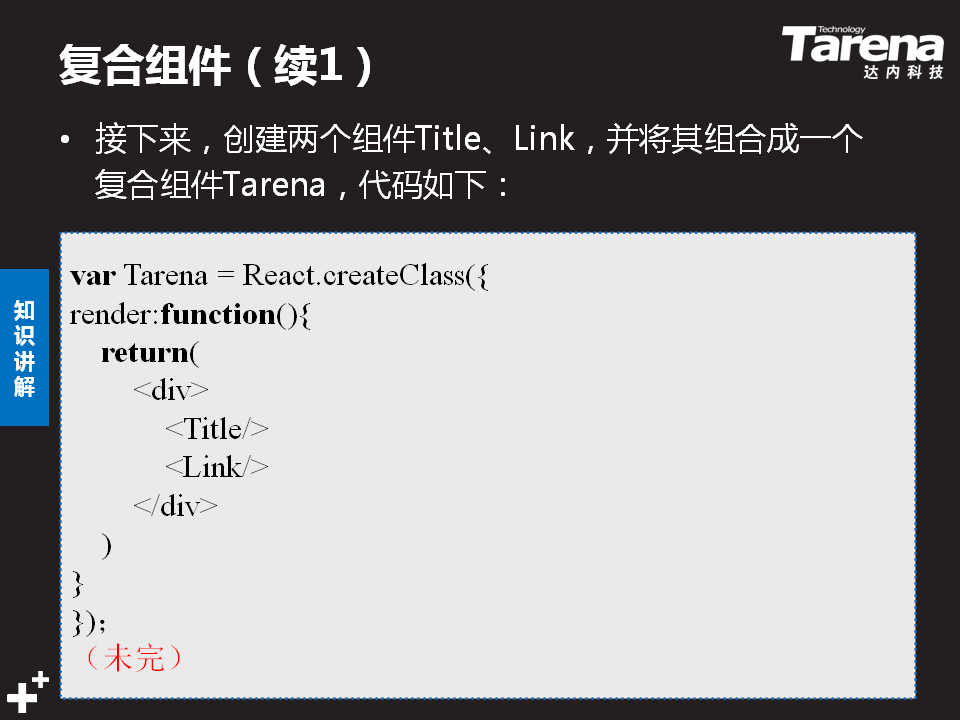 复合组件（续1）
Technology
Tarena
达内科技
• 接下来，创建两个组件Title、Link，并将其组合成一个
复合组件Tarena，代码如下：
知识讲解
var Tarena = React.createClass({
render:function(){
return(
<div>
<Title/>
<Link/>
</div>
)
}
});
（未完）